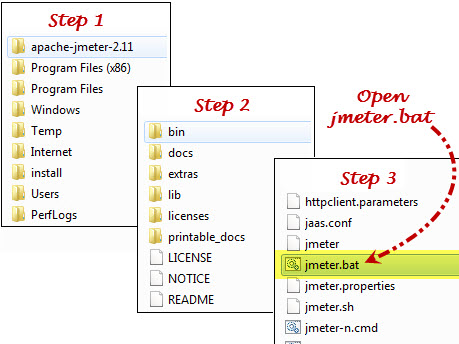 Step 1
apache-jmeter-2.11
Program Files (x86)
Program Files
Windows
Temp
Internet
install
Users
PerfLogs
Step 2
bin
docs
extras
lib
licenses
printable_docs
LICENSE
NOTICE
README
Open
jmeter.bat
Step 3
httpclient.parameters
jaas.conf
jmeter
jmeter.bat
jmeter.properties
jmeter.sh
jmeter-n.cmd